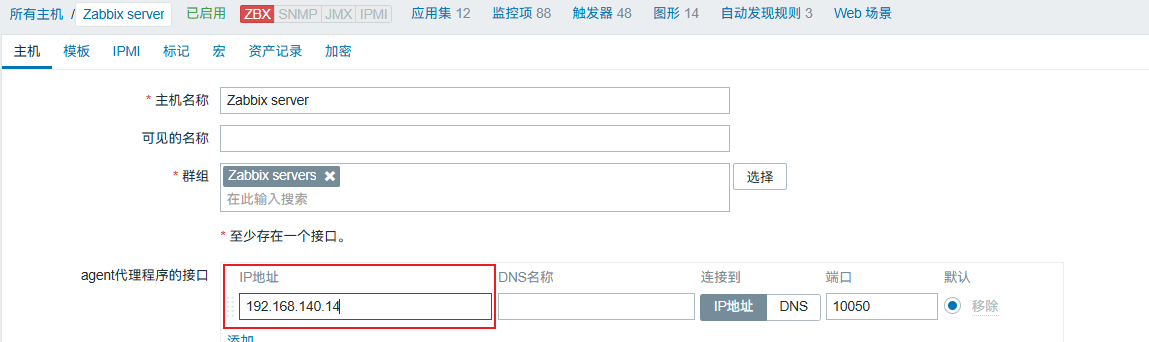 所有主机 / Zabbix server 已启用 ZBX SNMP JMX IPMI 应用集 12 监控项 88 触发器 48 图形 14 自动发现规则 3 Web 场景
主机 模板 IPMI 标记 宏 资产记录 加密
* 主机名称 Zabbix server
可见的名称
* 群组 Zabbix servers ✖ 选择
在此输入搜索
* 至少存在一个接口。
agent代理程序的接口 IP地址 DNS名称 连接到 端口 默认
192.168.140.14 IP地址 DNS 10050 移除
添加